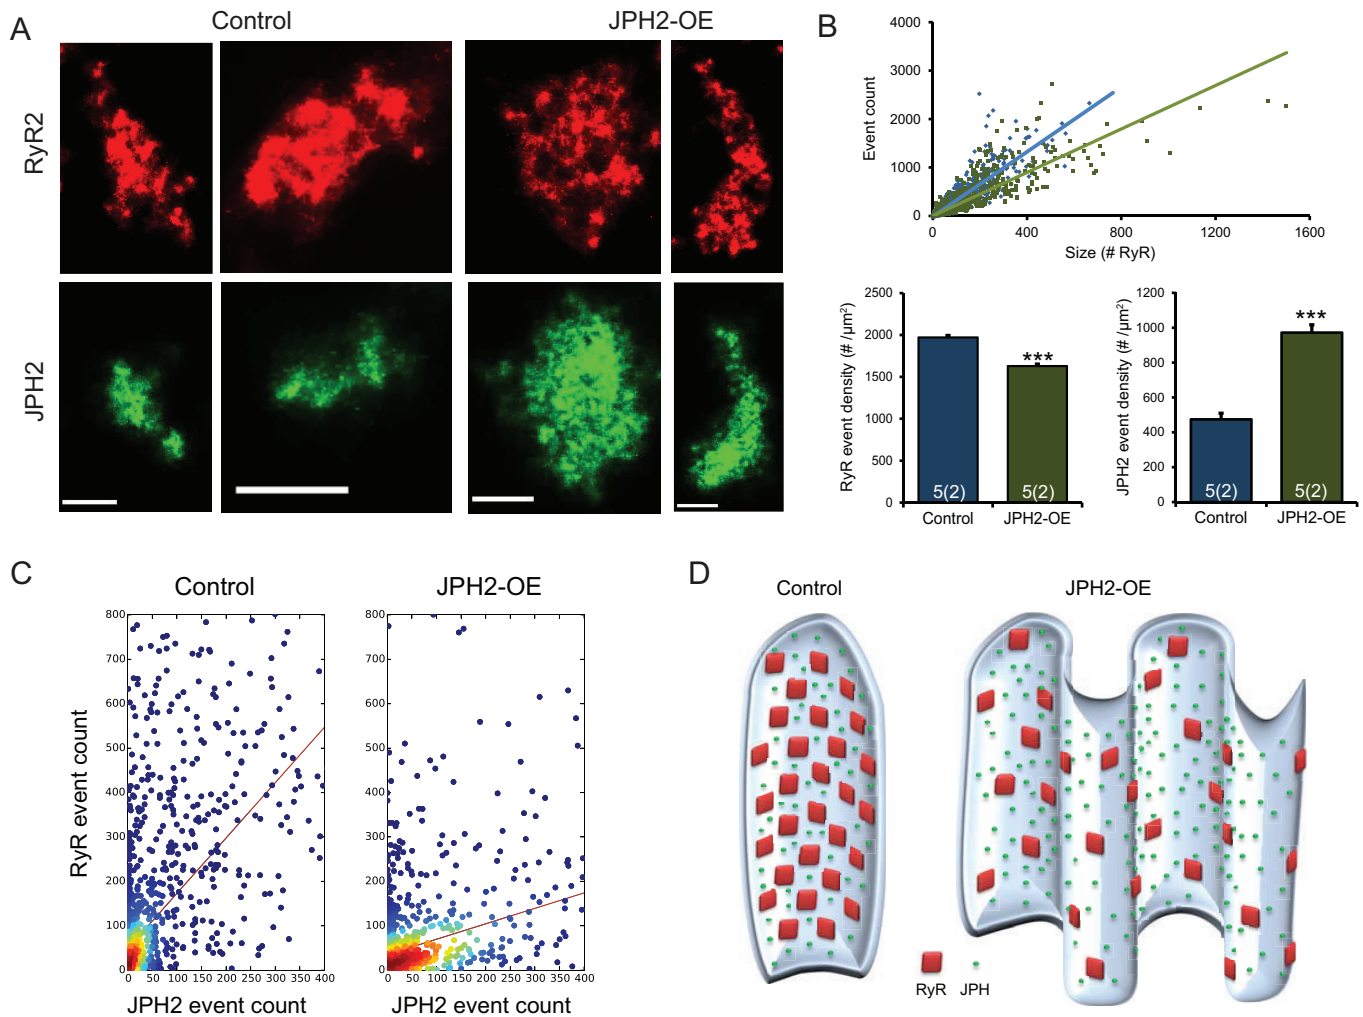 A
Control
JPH2-OE
RyR2
JPH2
B
Event count
4000
3000
2000
1000
0
0
400
800
1200
1600
Size (# RyR)
RyR event density (# /μm²)
2500
2000
1500
1000
500
0
***
5(2)
5(2)
Control
JPH2-OE
JPH2 event density (# /μm²)
1200
1000
800
600
400
200
0
***
5(2)
5(2)
Control
JPH2-OE
C
Control
JPH2-OE
RyR event count
800
700
600
500
400
300
200
100
0
0 50 100 150 200 250 300 350 400
JPH2 event count
800
700
600
500
400
300
200
100
0
0 50 100 150 200 250 300 350 400
JPH2 event count
D
Control
JPH2-OE
RyR
JPH